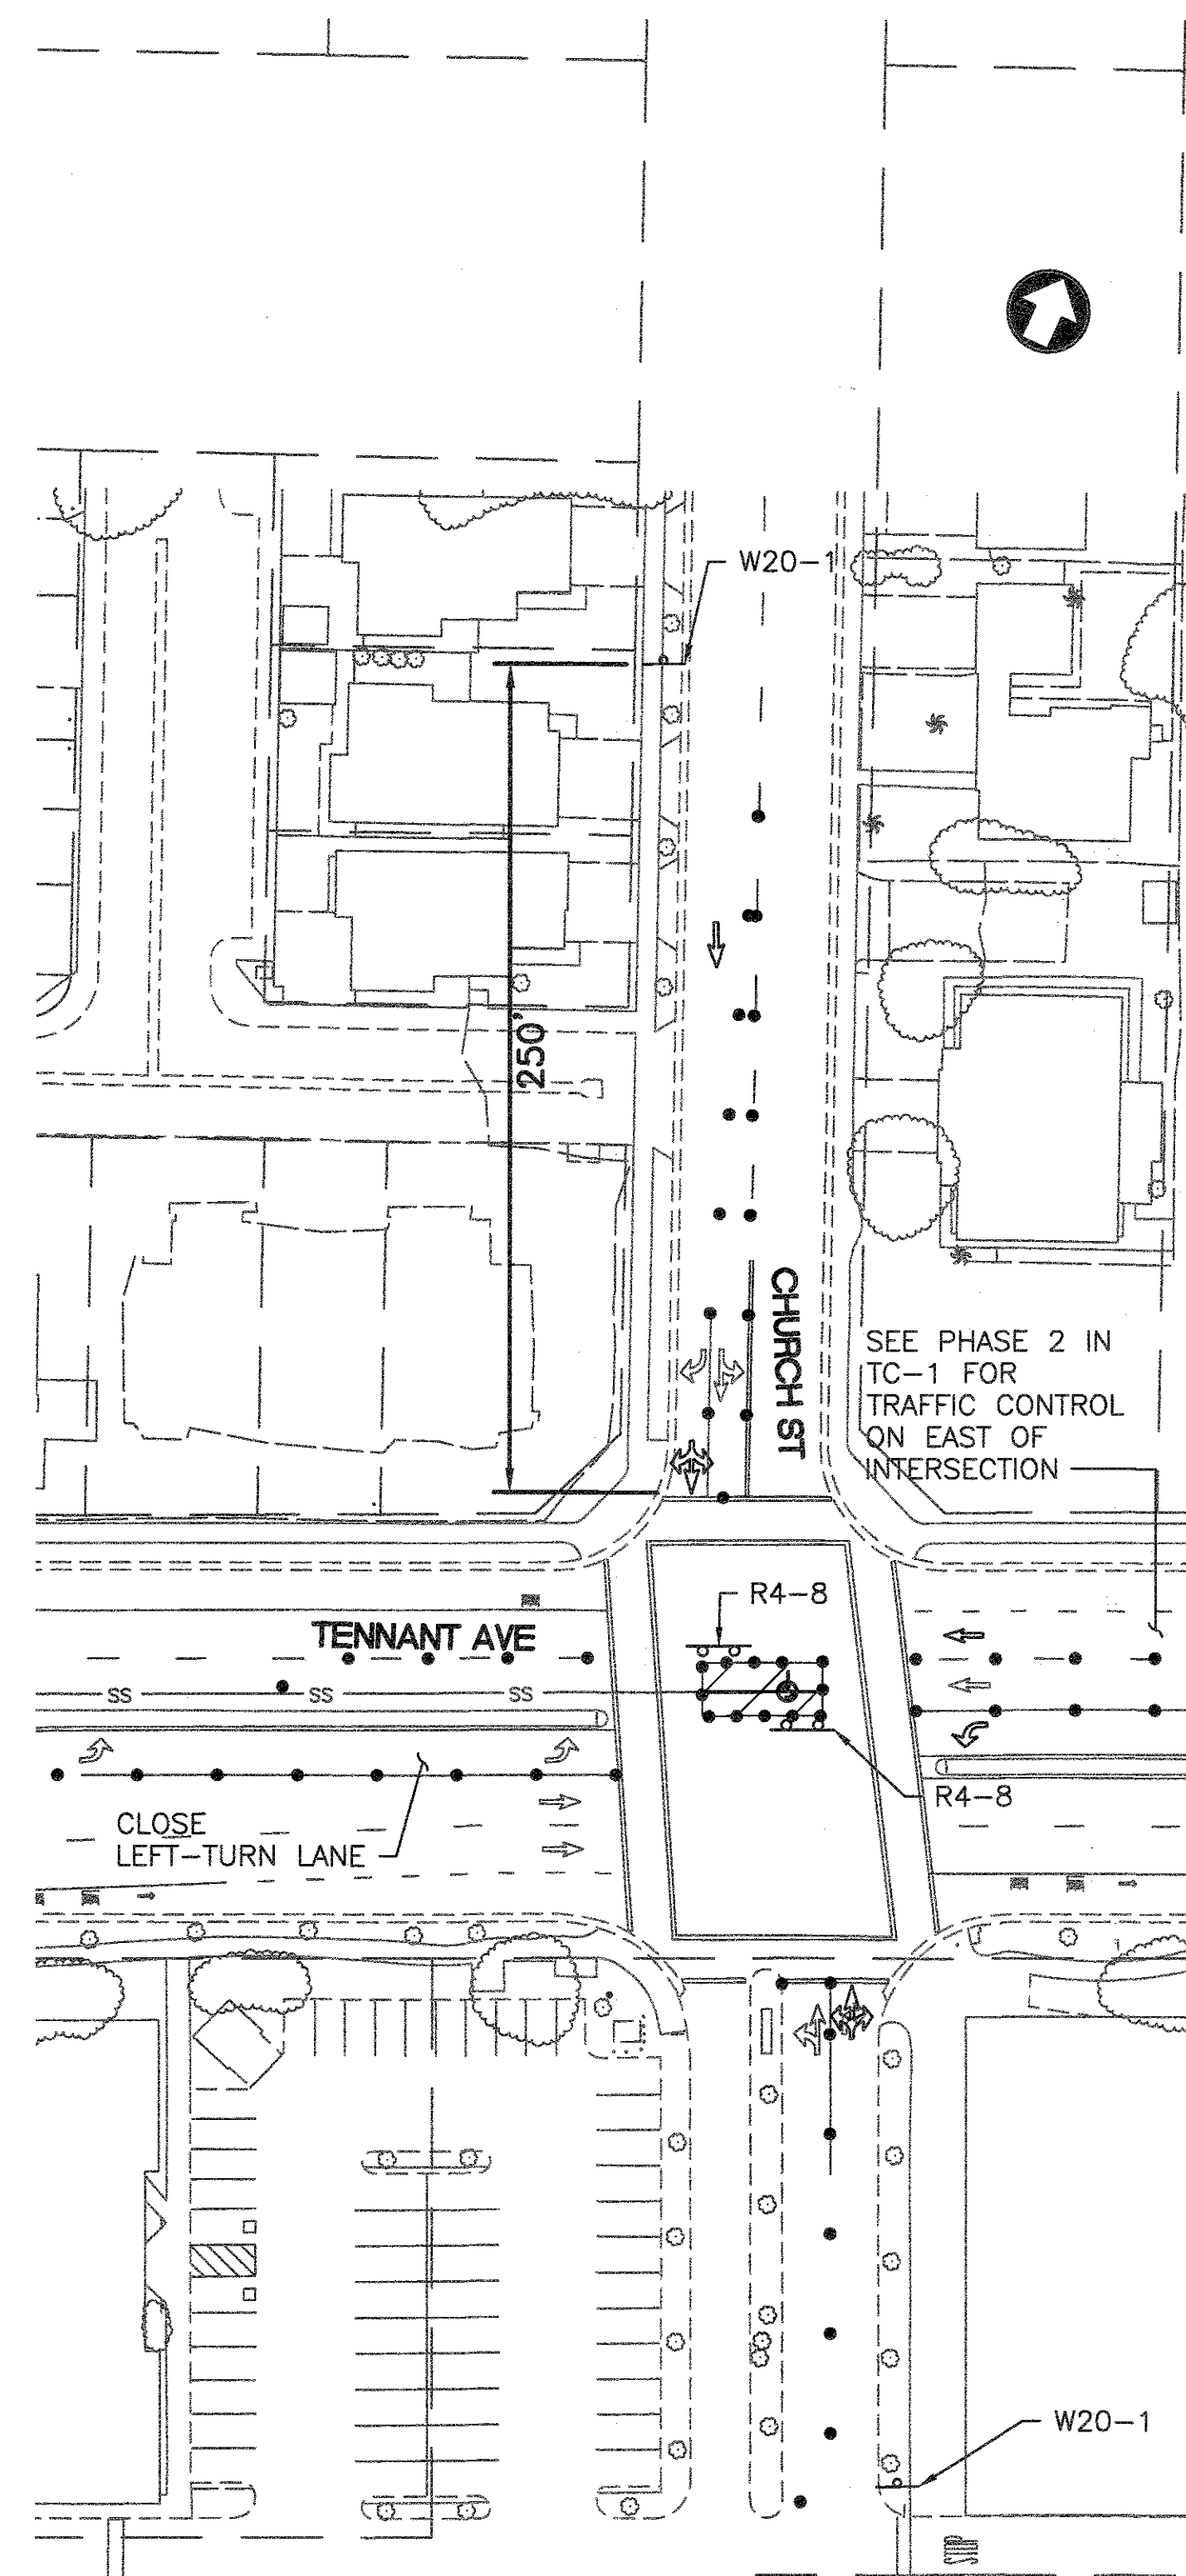 W20-1
250'
CHURCH ST
SEE PHASE 2 IN
TC-1 FOR
TRAFFIC CONTROL
ON EAST OF
INTERSECTION
R4-8
TENNANT AVE
SS
SS
SS
R4-8
CLOSE
LEFT-TURN LANE
W20-1
STOP